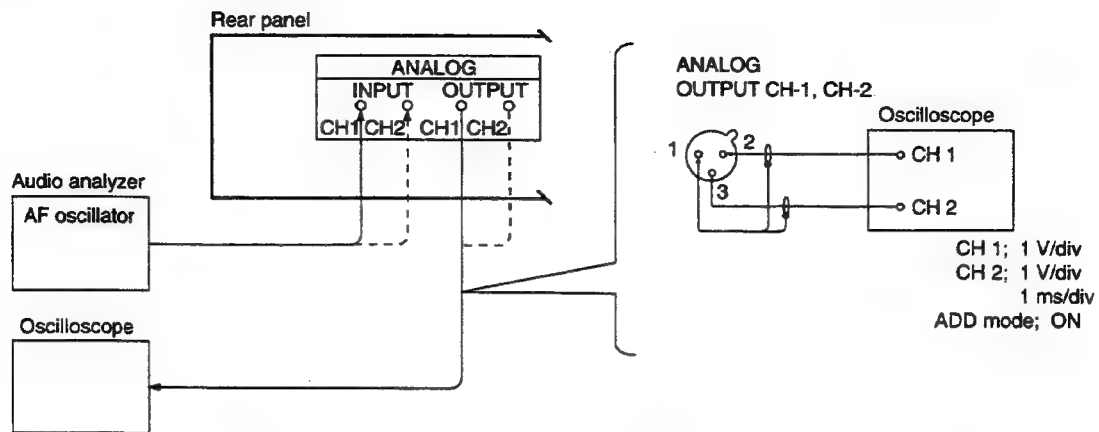 Rear panel
ANALOG
INPUT OUTPUT
CH1 CH2 CH1 CH2
Audio analyzer
AF oscillator
Oscilloscope
ANALOG
OUTPUT CH-1, CH-2
Oscilloscope
1
2
3
CH 1
CH 2
CH 1; 1 V/div
CH 2; 1 V/div
1 ms/div
ADD mode; ON